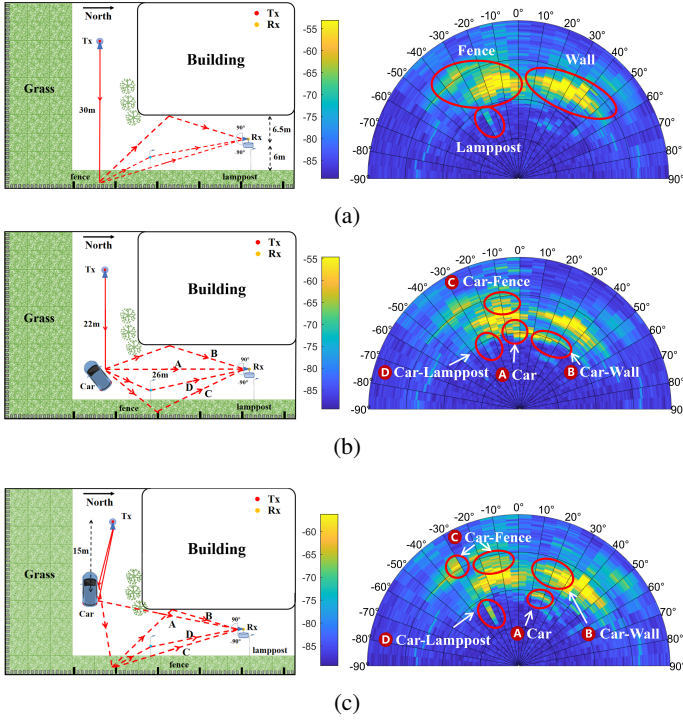 North
Tx
Rx
Tx
Building
Grass
30m
90°
Rx
-90°
6.5m
6m
fence
lamppost
-55
-60
-65
-70
-75
-80
-85
-90°
-80°
-70°
-60°
-50°
-40°
-30°
-20°
-10°
0°
10°
20°
30°
40°
50°
60°
70°
80°
90°
Fence
Wall
Lamppost
(a)
North
Tx
Rx
Tx
Building
Grass
22m
B
A
26m
D
C
90°
Rx
-90°
Car
fence
lamppost
-55
-60
-65
-70
-75
-80
-85
-90°
-80°
-70°
-60°
-50°
-40°
-30°
-20°
-10°
0°
10°
20°
30°
40°
50°
60°
70°
80°
90°
C Car-Fence
D Car-Lamppost
A Car
B Car-Wall
(b)
North
Tx
Rx
Tx
15m
Building
Grass
Car
A
B
D
C
90°
Rx
-90°
fence
lamppost
-60
-65
-70
-75
-80
-85
-90°
-80°
-70°
-60°
-50°
-40°
-30°
-20°
-10°
0°
10°
20°
30°
40°
50°
60°
70°
80°
90°
C Car-Fence
D Car-Lamppost
A Car
B Car-Wall
(c)